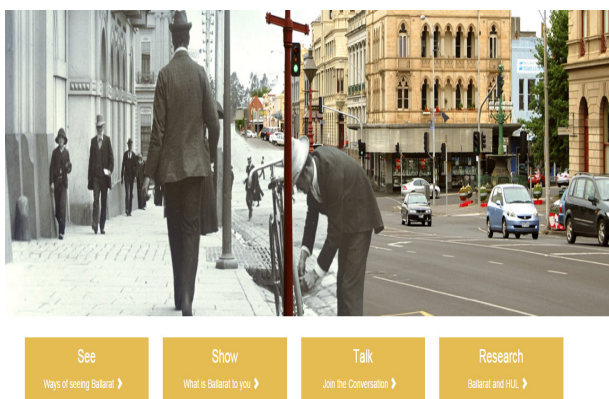 See
Ways of seeing Ballarat ❯
Show
What is Ballarat to you ❯
Talk
Join the Conversation ❯
Research
Ballarat and HUL ❯